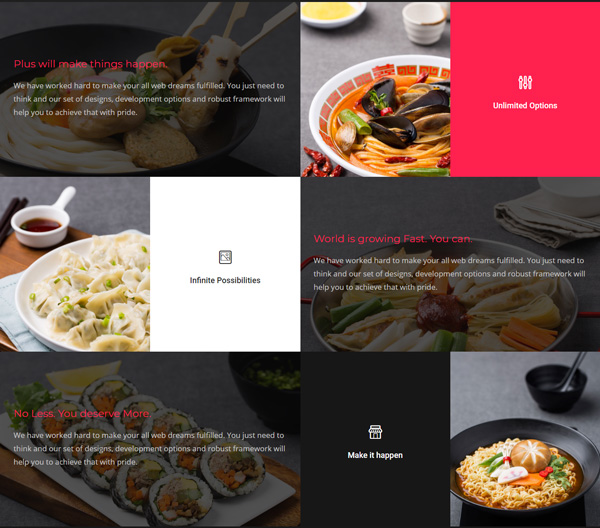 Plus will make things happen.
We have worked hard to make your all web dreams fulfilled. You just need to
think and our set of designs, development options and robust framework will
help you to achieve that with pride.
Unlimited Options
Infinite Possibilities
World is growing Fast. You can.
We have worked hard to make your all web dreams fulfilled. You just need to
think and our set of designs, development options and robust framework will
help you to achieve that with pride.
No Less. You deserve More.
We have worked hard to make your all web dreams fulfilled. You just need to
think and our set of designs, development options and robust framework will
help you to achieve that with pride.
Make it happen